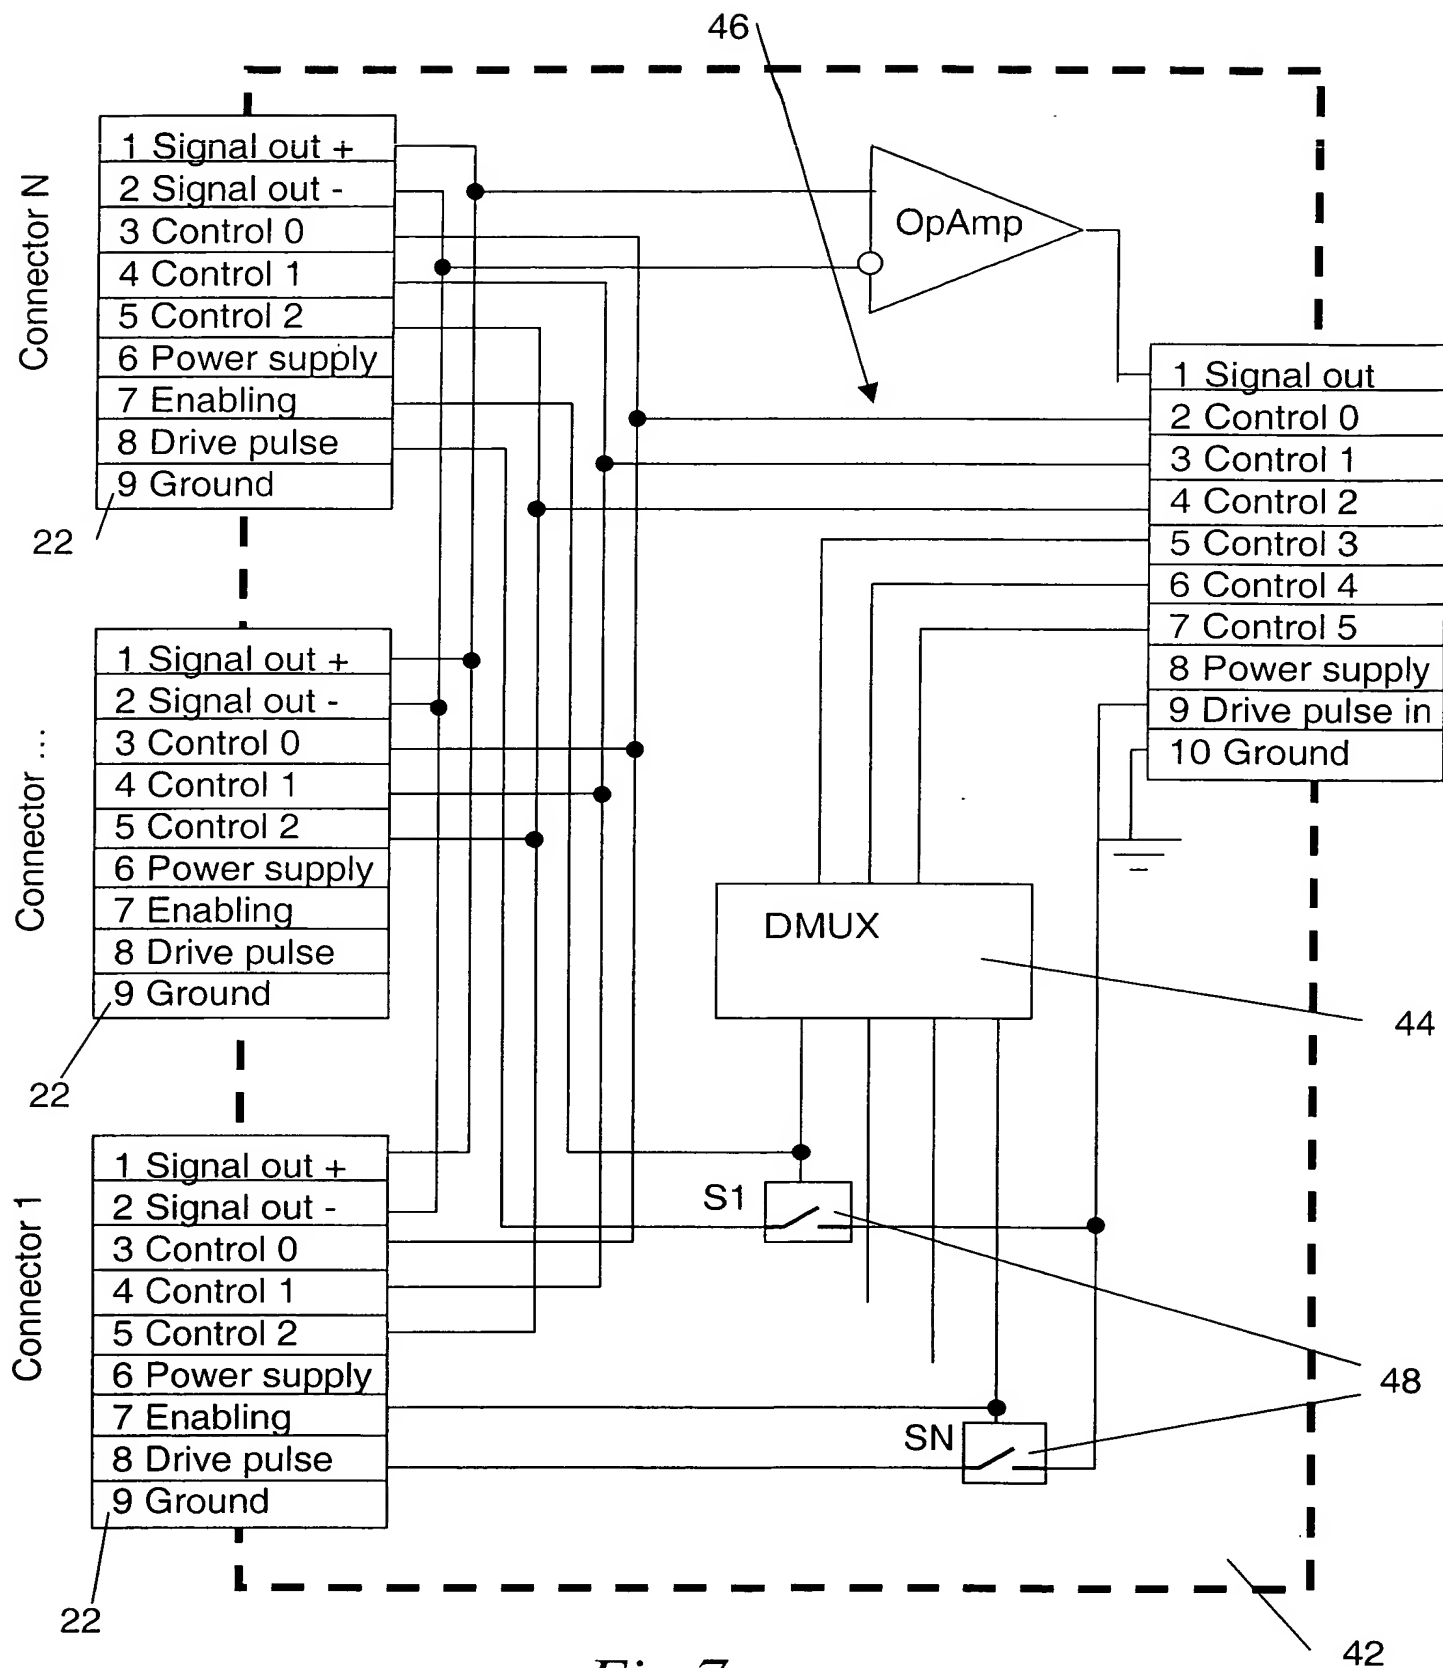 46
Connector N
1 Signal out +
2 Signal out -
3 Control 0
4 Control 1
5 Control 2
6 Power supply
7 Enabling
8 Drive pulse
9 Ground
22
OpAmp
1 Signal out
2 Control 0
3 Control 1
4 Control 2
5 Control 3
6 Control 4
7 Control 5
8 Power supply
9 Drive pulse in
10 Ground
Connector ...
1 Signal out +
2 Signal out -
3 Control 0
4 Control 1
5 Control 2
6 Power supply
7 Enabling
8 Drive pulse
9 Ground
22
DMUX
44
Connector 1
1 Signal out +
2 Signal out -
3 Control 0
4 Control 1
5 Control 2
6 Power supply
7 Enabling
8 Drive pulse
9 Ground
22
S1
48
SN
42